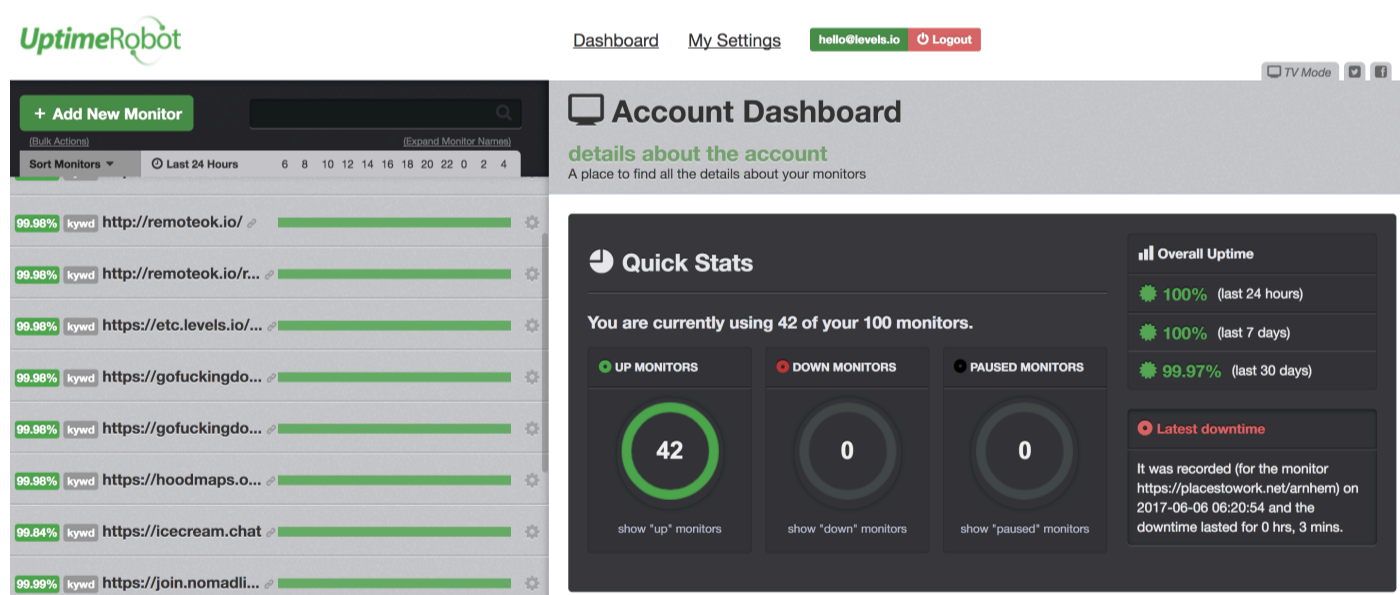 UptimeRobot
Dashboard
My Settings
hello@levels.io
Logout
TV Mode
+ Add New Monitor
(Bulk Actions)
(Expand Monitor Names)
Sort Monitors
Last 24 Hours
6 8 10 12 14 16 18 20 22 0 2 4
99.98% kywd http://remoteok.io/
99.98% kywd http://remoteok.io/r...
99.98% kywd https://etc.levels.io/...
99.98% kywd https://gofuckingdo...
99.98% kywd https://gofuckingdo...
99.98% kywd https://hoodmaps.o...
99.84% kywd https://icecream.chat
99.99% kywd https://join.nomadli...
Account Dashboard
details about the account
A place to find all the details about your monitors
Quick Stats
You are currently using 42 of your 100 monitors.
UP MONITORS
42
show "up" monitors
DOWN MONITORS
0
show "down" monitors
PAUSED MONITORS
0
show "paused" monitors
Overall Uptime
100% (last 24 hours)
100% (last 7 days)
99.97% (last 30 days)
Latest downtime
It was recorded (for the monitor
https://placestowork.net/arnhem) on
2017-06-06 06:20:54 and the
downtime lasted for 0 hrs, 3 mins.